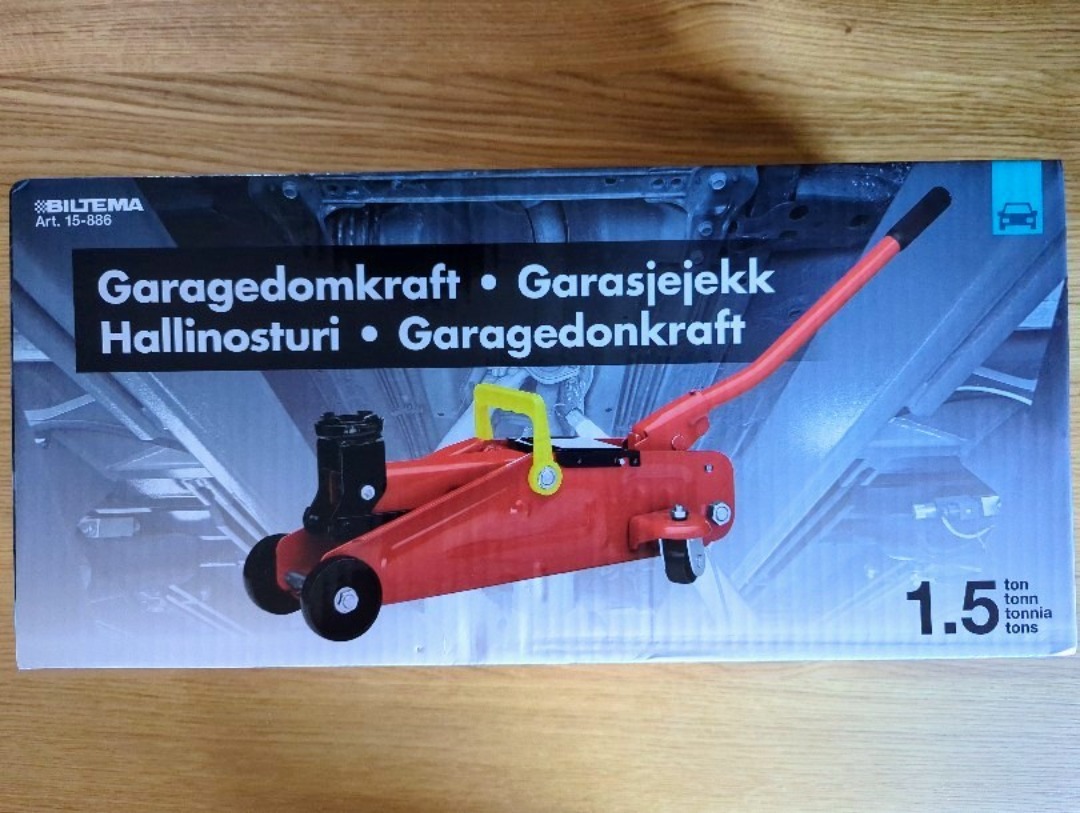 BILTEMA
Art. 15-886
Garagedomkraft • Garasjejekk
Hallinosturi • Garagedonkraft
1.5 ton
tonn
tonnia
tons